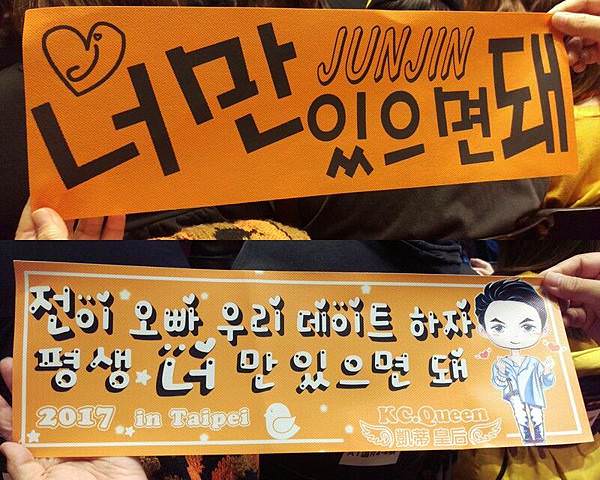 JUNJIN
너만 있으면 돼
전이 오빠 우리 데이트 하자
평생 너 만 있으면 돼
2017 in Taipei
KC.Queen
凱蒂皇后